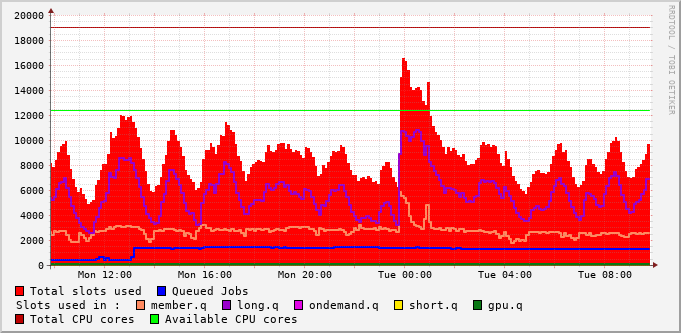 RRDTOOL / TOBI OETIKER
20000
18000
16000
14000
12000
10000
8000
6000
4000
2000
0
Mon 12:00 Mon 16:00 Mon 20:00 Tue 00:00 Tue 04:00 Tue 08:00
Total slots used Queued Jobs
Slots used in : member.q long.q ondemand.q short.q gpu.q
Total CPU cores Available CPU cores